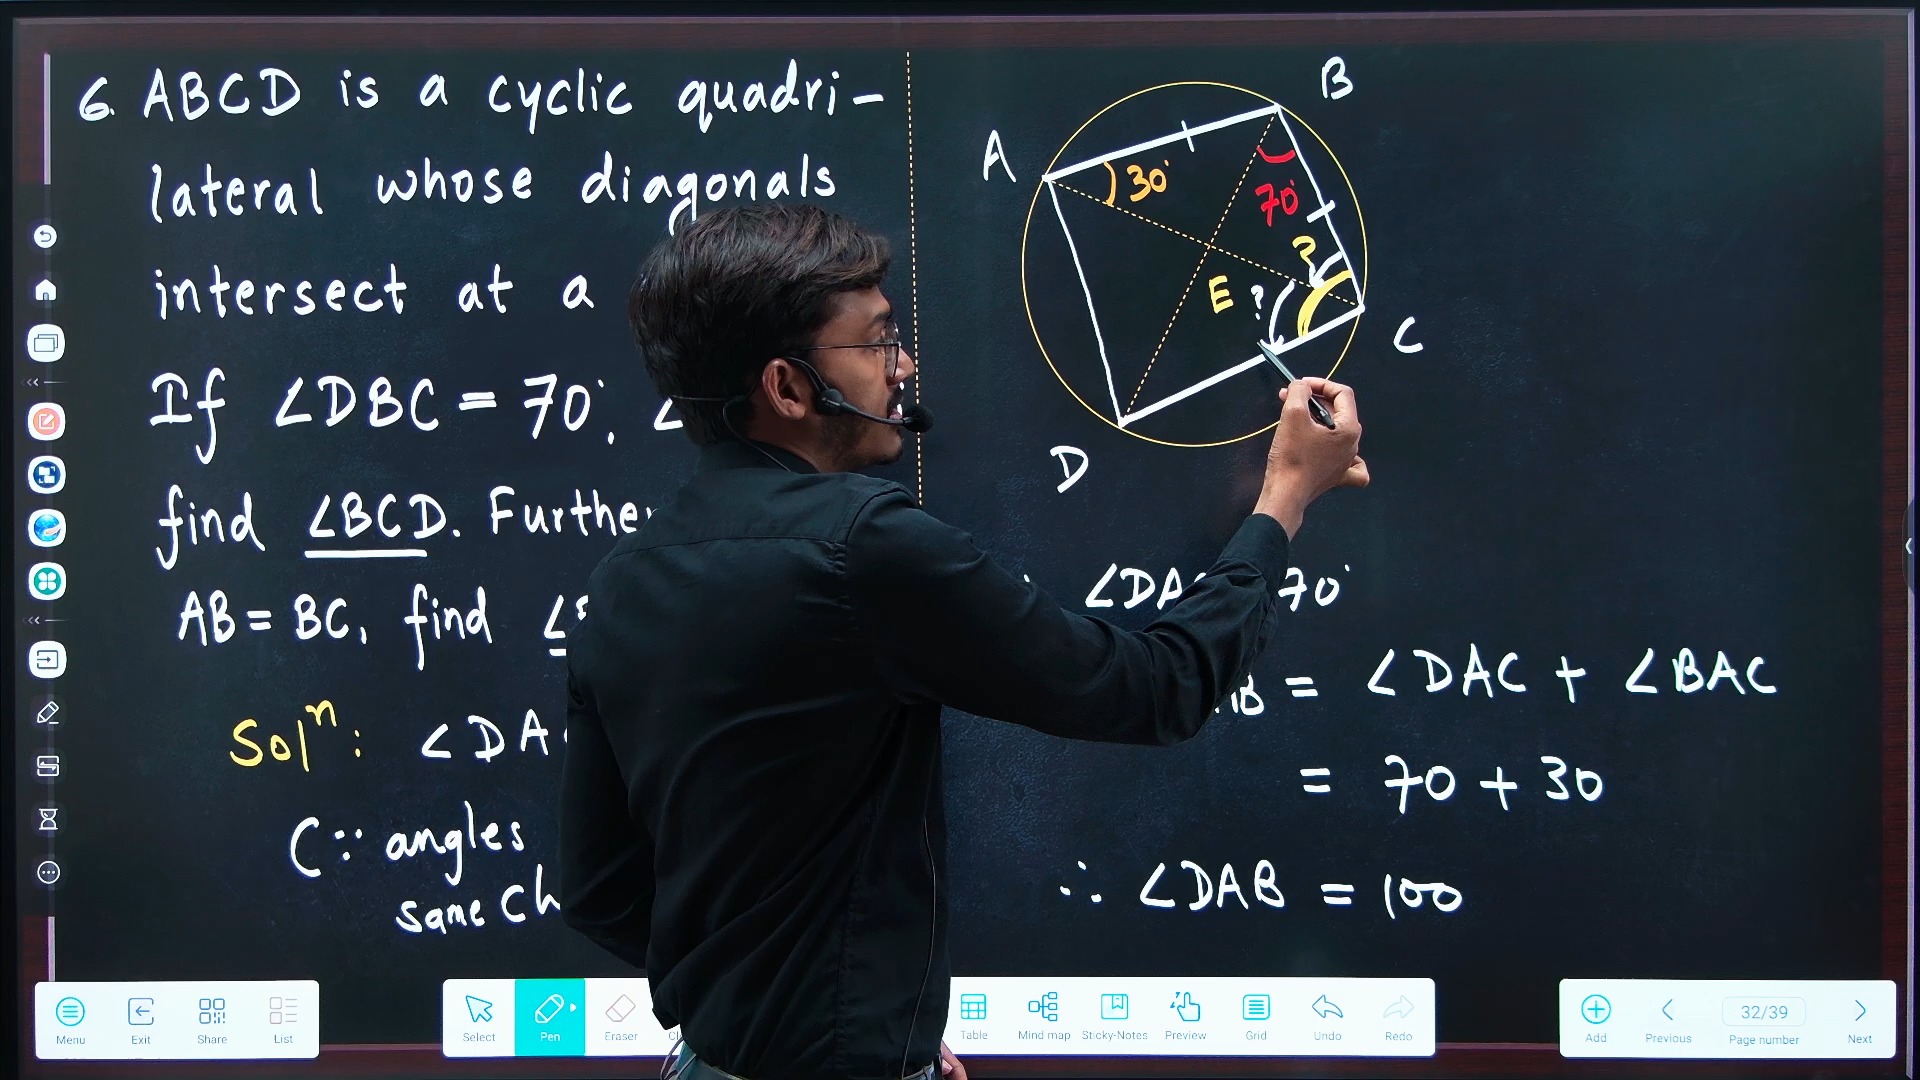 6. ABCD is a cyclic quadri-
lateral whose diagonals
intersect at a
If ∠DBC = 70°, ∠
find ∠BCD. Further
AB = BC, find ∠
Solⁿ: ∠DA
(∵ angles
same ch
A
B
C
D
E
30°
70°
?
?
∠DA 70°
AB = ∠DAC + ∠BAC
= 70 + 30
∴ ∠DAB = 100
Menu
Exit
Share
List
Select
Pen
Eraser
Table
Mind map
Sticky-Notes
Preview
Grid
Undo
Redo
Add
Previous
32/39
Page number
Next